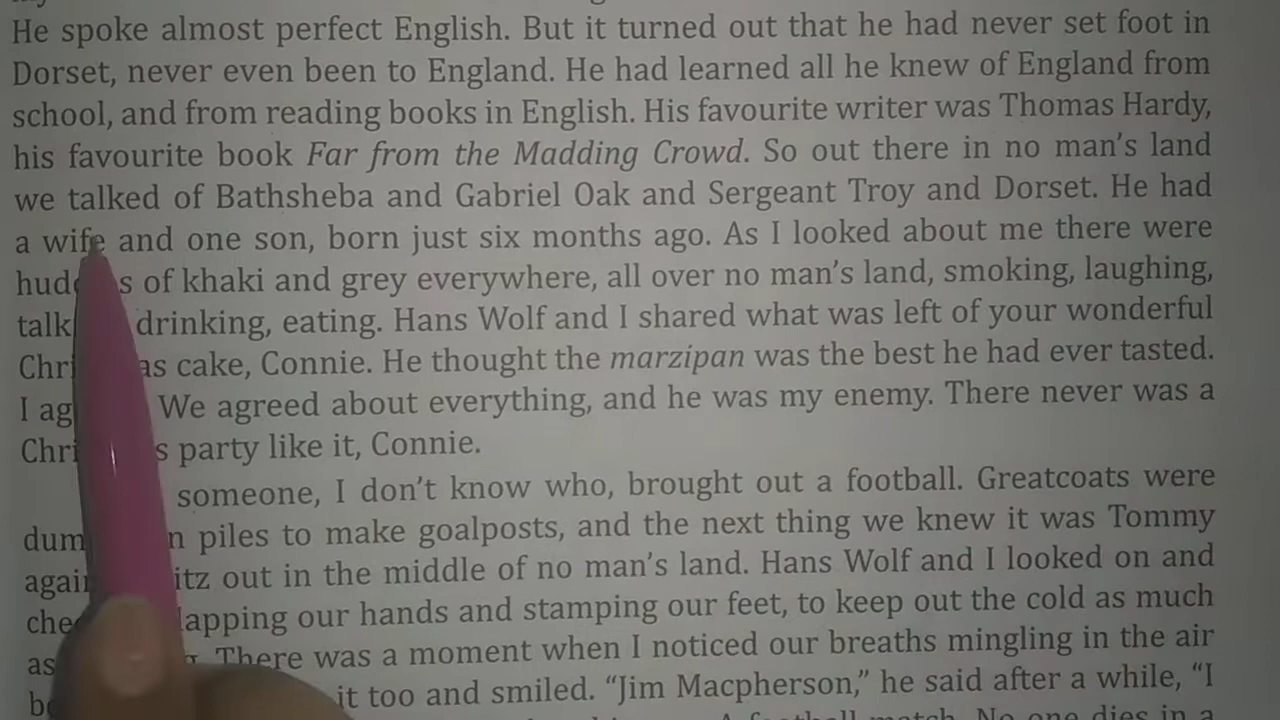 He spoke almost perfect English. But it turned out that he had never set foot in
Dorset, never even been to England. He had learned all he knew of England from
school, and from reading books in English. His favourite writer was Thomas Hardy,
his favourite book Far from the Madding Crowd. So out there in no man's land
we talked of Bathsheba and Gabriel Oak and Sergeant Troy and Dorset. He had
a wife and one son, born just six months ago. As I looked about me there were
of khaki and grey everywhere, all over no man's land, smoking, laughing,
drinking, eating. Hans Wolf and I shared what was left of your wonderful
cake, Connie. He thought the marzipan was the best he had ever tasted.
I We agreed about everything, and he was my enemy. There never was a
party like it, Connie.
someone, I don't know who, brought out a football. Greatcoats were
piles to make goalposts, and the next thing we knew it was Tommy
out in the middle of no man's land. Hans Wolf and I looked on and
our hands and stamping our feet, to keep out the cold as much
as There was a moment when I noticed our breaths mingling in the air
it too and smiled. “Jim Macpherson,” he said after a while, “I
A football match. No one dies in a